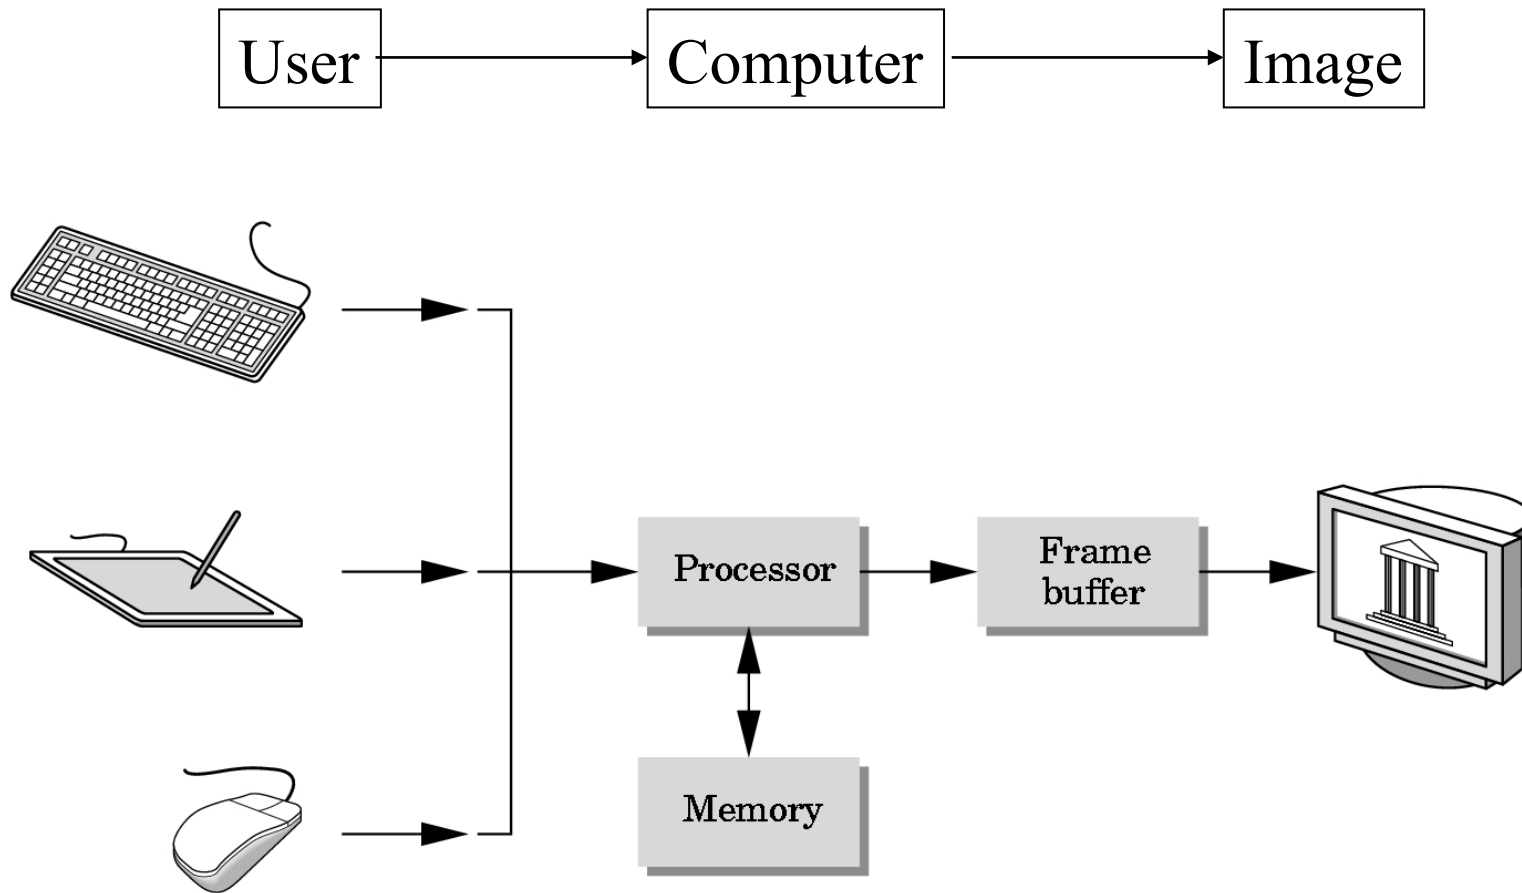 User
Computer
Image
Processor
Frame
buffer
Memory